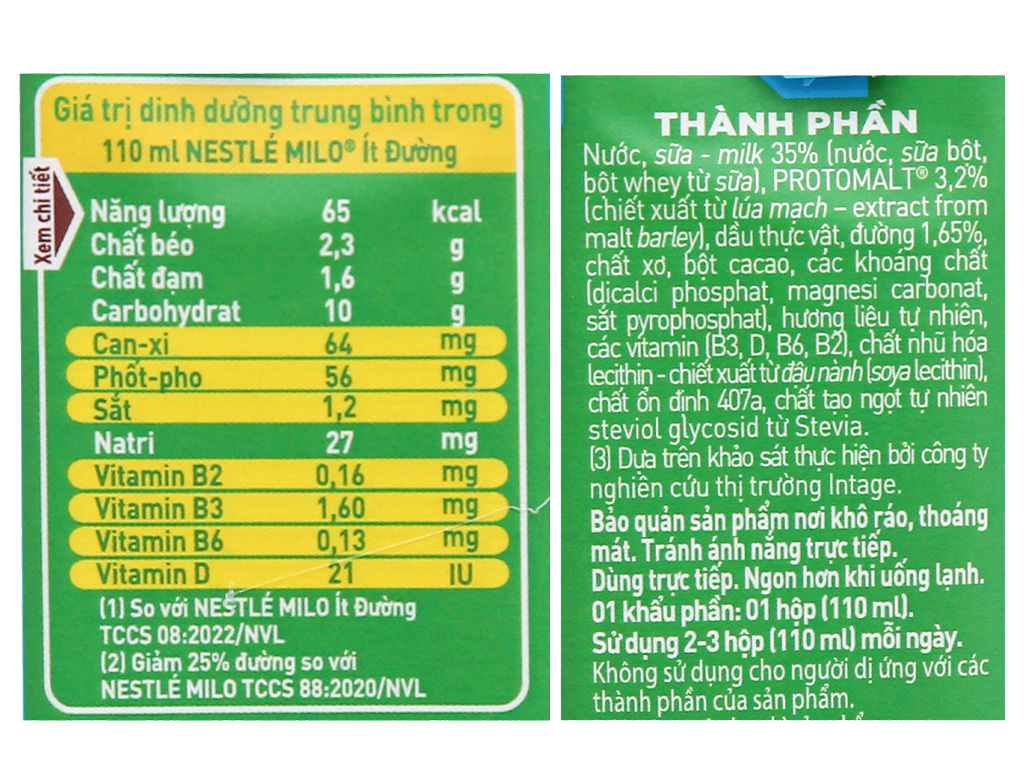 Giá trị dinh dưỡng trung bình trong
110 ml NESTLÉ MILO® Ít Đường
Xem chi tiết
Năng lượng 65 kcal
Chất béo 2,3 g
Chất đạm 1,6 g
Carbohydrat 10 g
Can-xi 64 mg
Phốt-pho 56 mg
Sắt 1,2 mg
Natri 27 mg
Vitamin B2 0,16 mg
Vitamin B3 1,60 mg
Vitamin B6 0,13 mg
Vitamin D 21 IU
(1) So với NESTLÉ MILO Ít Đường
TCCS 08:2022/NVL
(2) Giảm 25% đường so với
NESTLÉ MILO TCCS 88:2020/NVL
THÀNH PHẦN
Nước, sữa - milk 35% (nước, sữa bột,
bột whey từ sữa), PROTOMALT® 3,2%
(chiết xuất từ lúa mạch – extract from
malt barley), dầu thực vật, đường 1,65%,
chất xơ, bột cacao, các khoáng chất
(dicalci phosphat, magnesi carbonat,
sắt pyrophosphat), hương liệu tự nhiên,
các vitamin (B3, D, B6, B2), chất nhũ hóa
lecithin - chiết xuất từ đậu nành (soya lecithin),
chất ổn định 407a, chất tạo ngọt tự nhiên
steviol glycosid từ Stevia.
(3) Dựa trên khảo sát thực hiện bởi công ty
nghiên cứu thị trường Intage.
Bảo quản sản phẩm nơi khô ráo, thoáng
mát. Tránh ánh nắng trực tiếp.
Dùng trực tiếp. Ngon hơn khi uống lạnh.
01 khẩu phần: 01 hộp (110 ml).
Sử dụng 2-3 hộp (110 ml) mỗi ngày.
Không sử dụng cho người dị ứng với các
thành phần của sản phẩm.